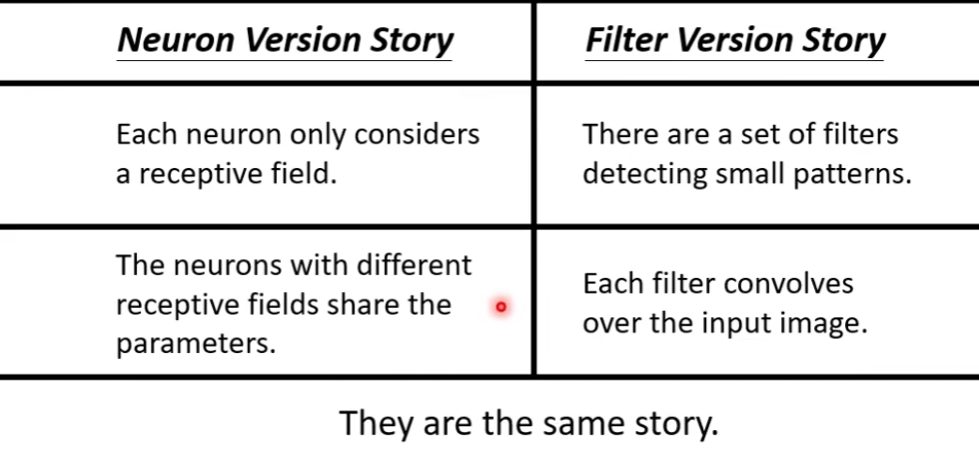 Neuron Version Story
Filter Version Story
Each neuron only considers
a receptive field.
There are a set of filters
detecting small patterns.
The neurons with different
receptive fields share the
parameters.
Each filter convolves
over the input image.
They are the same story.